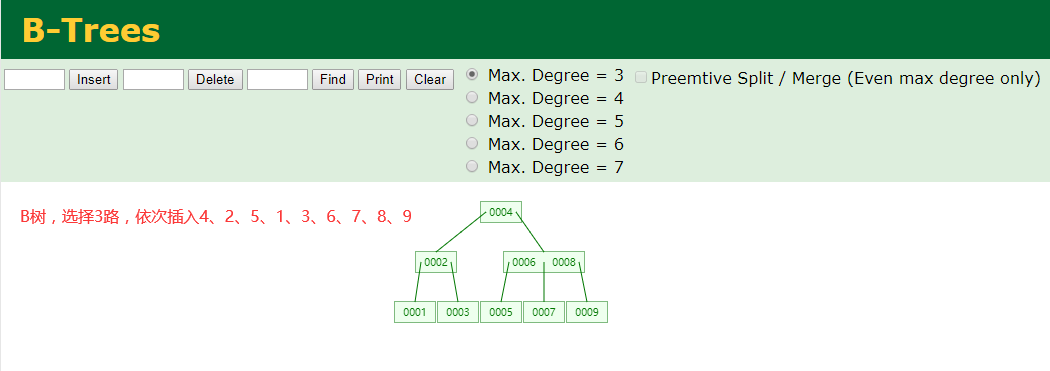 B-Trees
Insert Delete Find Print Clear
Max. Degree = 3
Max. Degree = 4
Max. Degree = 5
Max. Degree = 6
Max. Degree = 7
Preemtive Split / Merge (Even max degree only)
B树，选择3路，依次插入4、2、5、1、3、6、7、8、9
0004
0002 0006 0008
0001 0003 0005 0007 0009